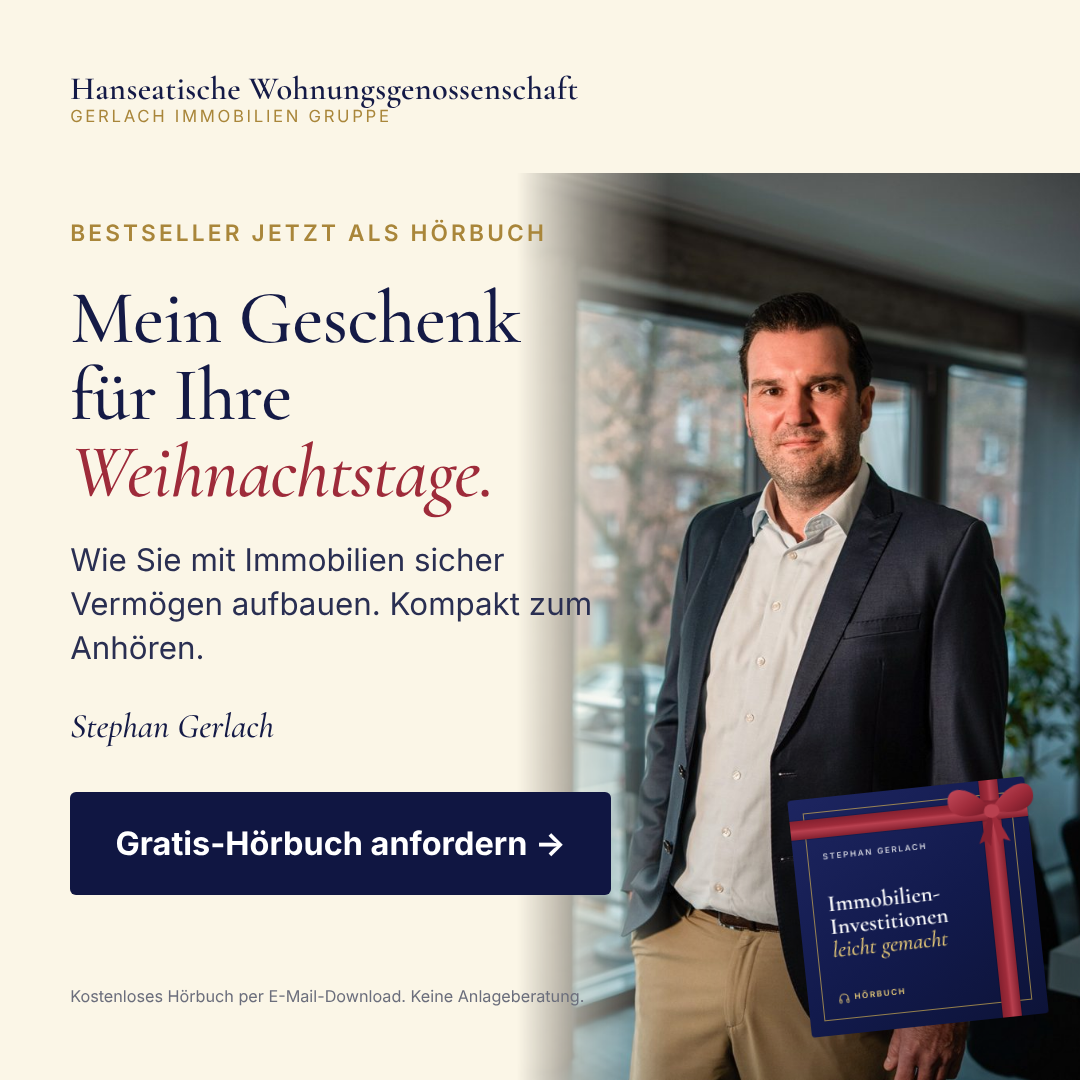 Hanseatische Wohnungsgenossenschaft
GERLACH IMMOBILIEN GRUPPE
BESTSELLER JETZT ALS HÖRBUCH
Mein Geschenk
für Ihre
Weihnachtstage.
Wie Sie mit Immobilien sicher
Vermögen aufbauen. Kompakt zum
Anhören.
Stephan Gerlach
Gratis-Hörbuch anfordern →
STEPHAN GERLACH
Immobilien-
Investitionen
leicht gemacht
HÖRBUCH
Kostenloses Hörbuch per E-Mail-Download. Keine Anlageberatung.